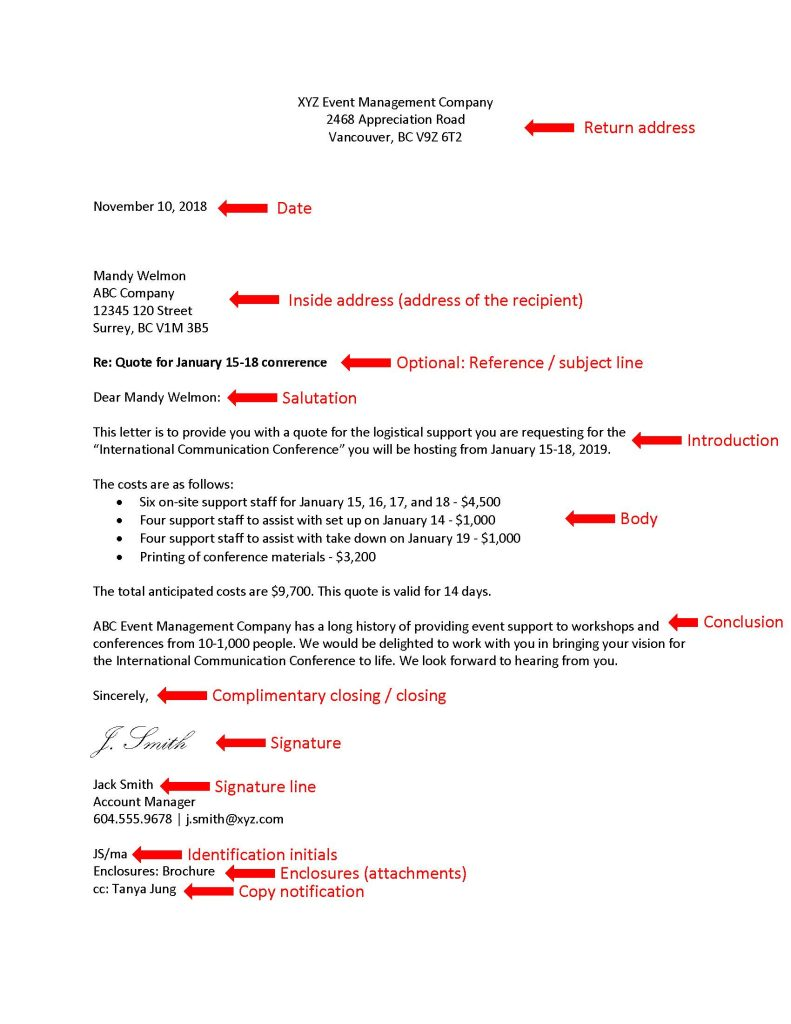 XYZ Event Management Company
2468 Appreciation Road
Vancouver, BC V9Z 6T2
Return address
November 10, 2018
Date
Mandy Welmon
ABC Company
12345 120 Street
Surrey, BC V1M 3B5
Inside address (address of the recipient)
Re: Quote for January 15-18 conference
Optional: Reference / subject line
Dear Mandy Welmon:
Salutation
This letter is to provide you with a quote for the logistical support you are requesting for the
“International Communication Conference” you will be hosting from January 15-18, 2019.
Introduction
The costs are as follows:
• Six on-site support staff for January 15, 16, 17, and 18 - $4,500
• Four support staff to assist with set up on January 14 - $1,000
• Four support staff to assist with take down on January 19 - $1,000
• Printing of conference materials - $3,200
Body
The total anticipated costs are $9,700. This quote is valid for 14 days.
ABC Event Management Company has a long history of providing event support to workshops and
conferences from 10-1,000 people. We would be delighted to work with you in bringing your vision for
the International Communication Conference to life. We look forward to hearing from you.
Conclusion
Sincerely,
Complimentary closing / closing
J. Smith
Signature
Jack Smith
Signature line
Account Manager
604.555.9678 | j.smith@xyz.com
JS/ma
Identification initials
Enclosures: Brochure
Enclosures (attachments)
cc: Tanya Jung
Copy notification